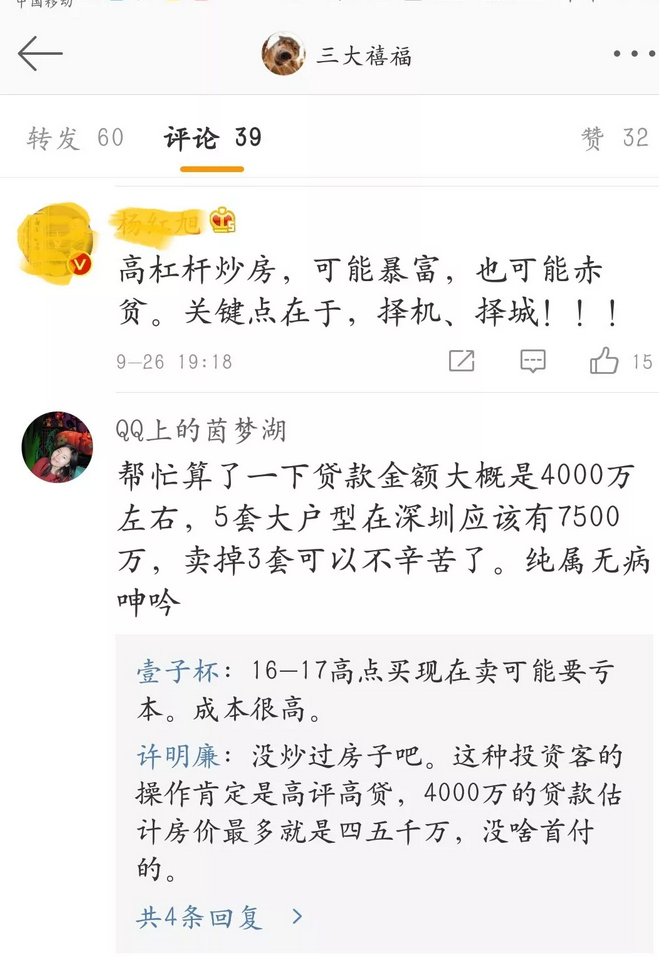 中国移动
三大禧福
转发 60 评论 39 赞 32
杨红旭
高杠杆炒房，可能暴富，也可能赤
贫。关键点在于，择机、择城！！！
9-26 19:18 15
QQ上的茵梦湖
帮忙算了一下贷款金额大概是4000万
左右，5套大户型在深圳应该有7500
万，卖掉3套可以不辛苦了。纯属无病
呻吟
壹子杯：16-17高点买现在卖可能要亏
本。成本很高。
许明廉：没炒过房子吧。这种投资客的
操作肯定是高评高贷，4000万的贷款估
计房价最多就是四五千万，没啥首付
的。
共4条回复